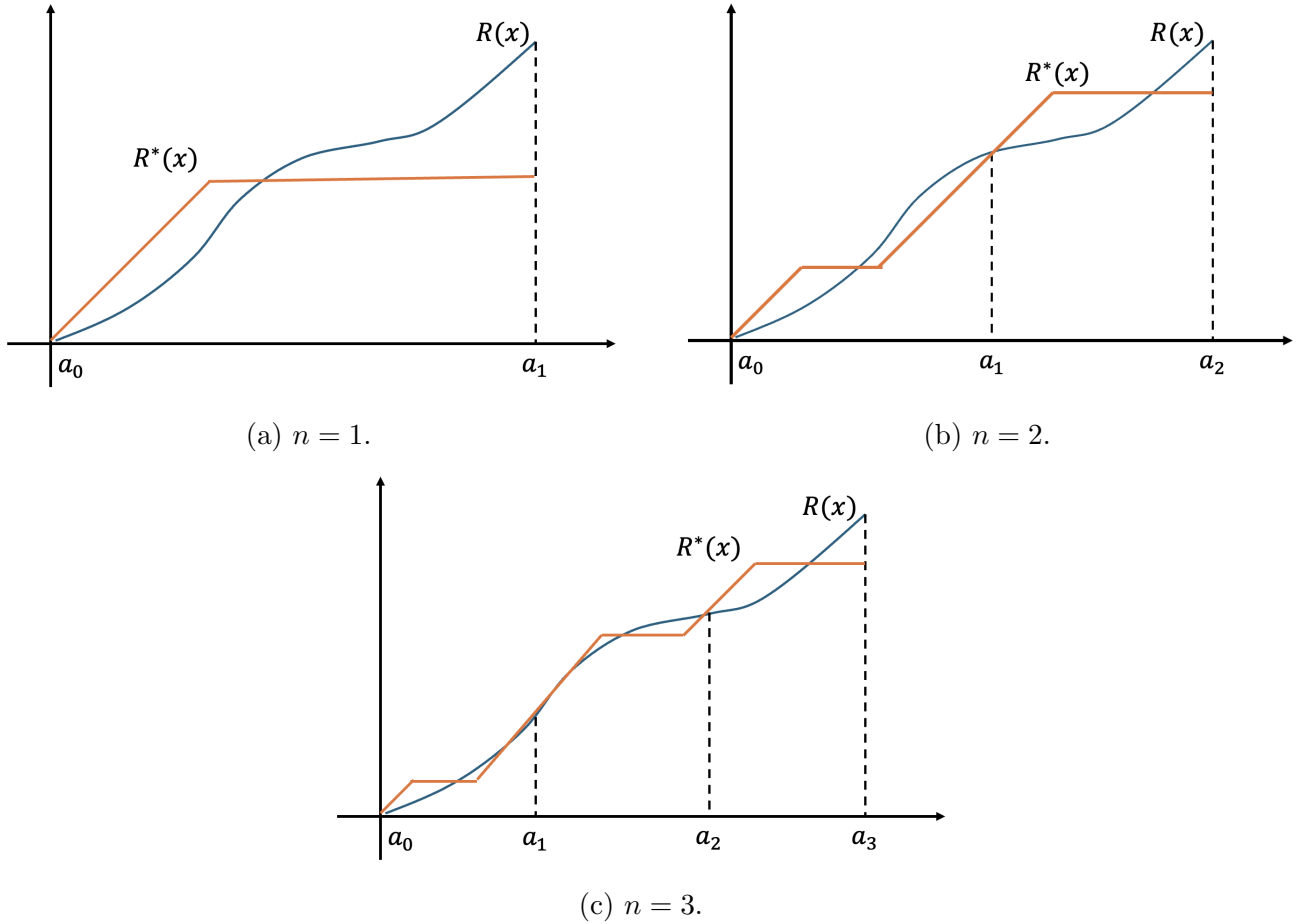 R(x)
R*(x)
a₀ a₁
(a) n = 1.
R(x)
R*(x)
a₀ a₁ a₂
(b) n = 2.
R(x)
R*(x)
a₀ a₁ a₂ a₃
(c) n = 3.